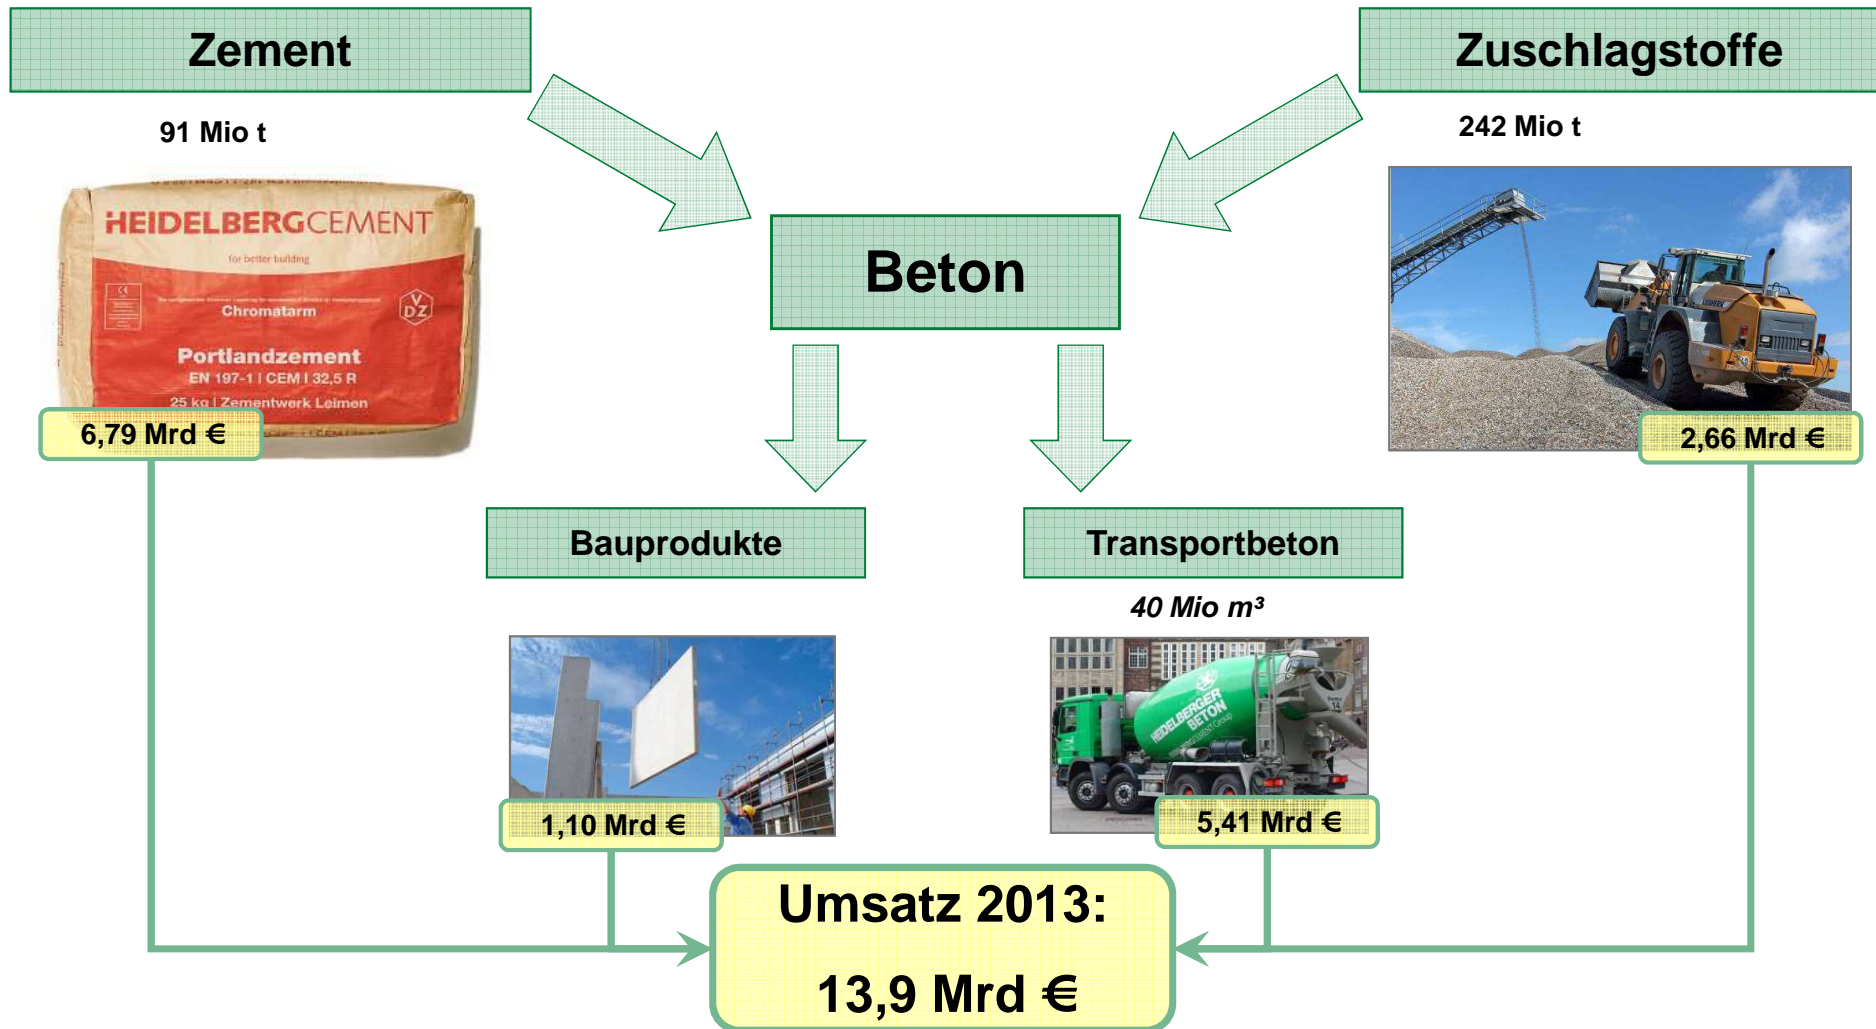 Zement
Zuschlagstoffe
91 Mio t
242 Mio t
HEIDELBERGCEMENT
for better building
Chromatarm
VDZ
Portlandzement
EN 197-1 | CEM I 32,5 R
25 kg | Zementwerk Leimen
LIEBHERR
Beton
6,79 Mrd €
2,66 Mrd €
Bauprodukte
Transportbeton
40 Mio m³
HEIDELBERGER
BETON
1,10 Mrd €
5,41 Mrd €
Umsatz 2013:
13,9 Mrd €